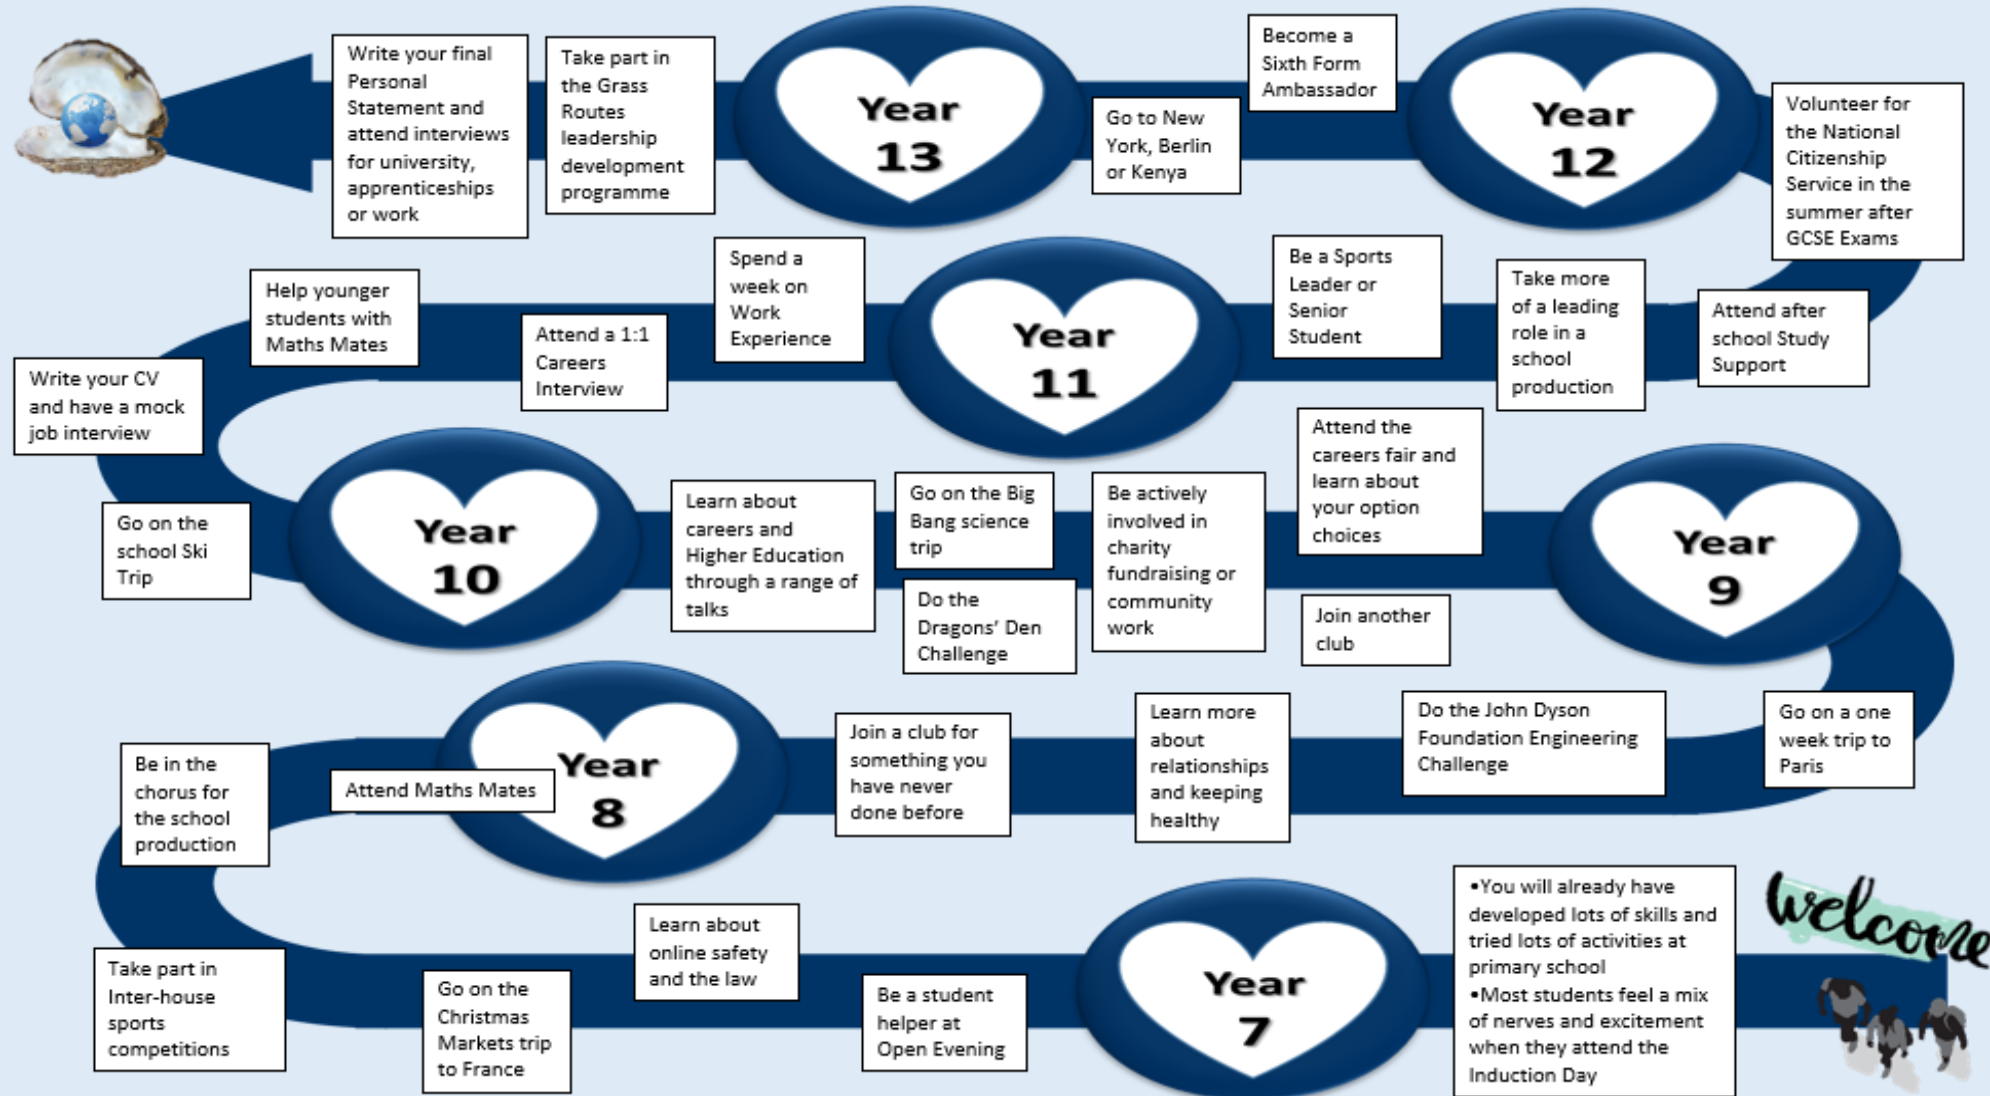 Write your final
Personal
Statement and
attend interviews
for university,
apprenticeships
or work
Take part in
the Grass
Routes
leadership
development
programme
Year
13
Go to New
York, Berlin
or Kenya
Become a
Sixth Form
Ambassador
Year
12
Volunteer for
the National
Citizenship
Service in the
summer after
GCSE Exams
Help younger
students with
Maths Mates
Attend a 1:1
Careers
Interview
Spend a
week on
Work
Experience
Year
11
Be a Sports
Leader or
Senior
Student
Take more
of a leading
role in a
school
production
Attend after
school Study
Support
Write your CV
and have a mock
job interview
Go on the
school Ski
Trip
Year
10
Learn about
careers and
Higher Education
through a range of
talks
Go on the Big
Bang science
trip
Do the
Dragons' Den
Challenge
Be actively
involved in
charity
fundraising or
community
work
Attend the
careers fair and
learn about
your option
choices
Join another
club
Year
9
Be in the
chorus for
the school
production
Attend Maths Mates
Year
8
Join a club for
something you
have never
done before
Learn more
about
relationships
and keeping
healthy
Do the John Dyson
Foundation Engineering
Challenge
Go on a one
week trip to
Paris
Take part in
Inter-house
sports
competitions
Go on the
Christmas
Markets trip
to France
Learn about
online safety
and the law
Be a student
helper at
Open Evening
Year
7
•You will already have
developed lots of skills and
tried lots of activities at
primary school
•Most students feel a mix
of nerves and excitement
when they attend the
Induction Day
welcome